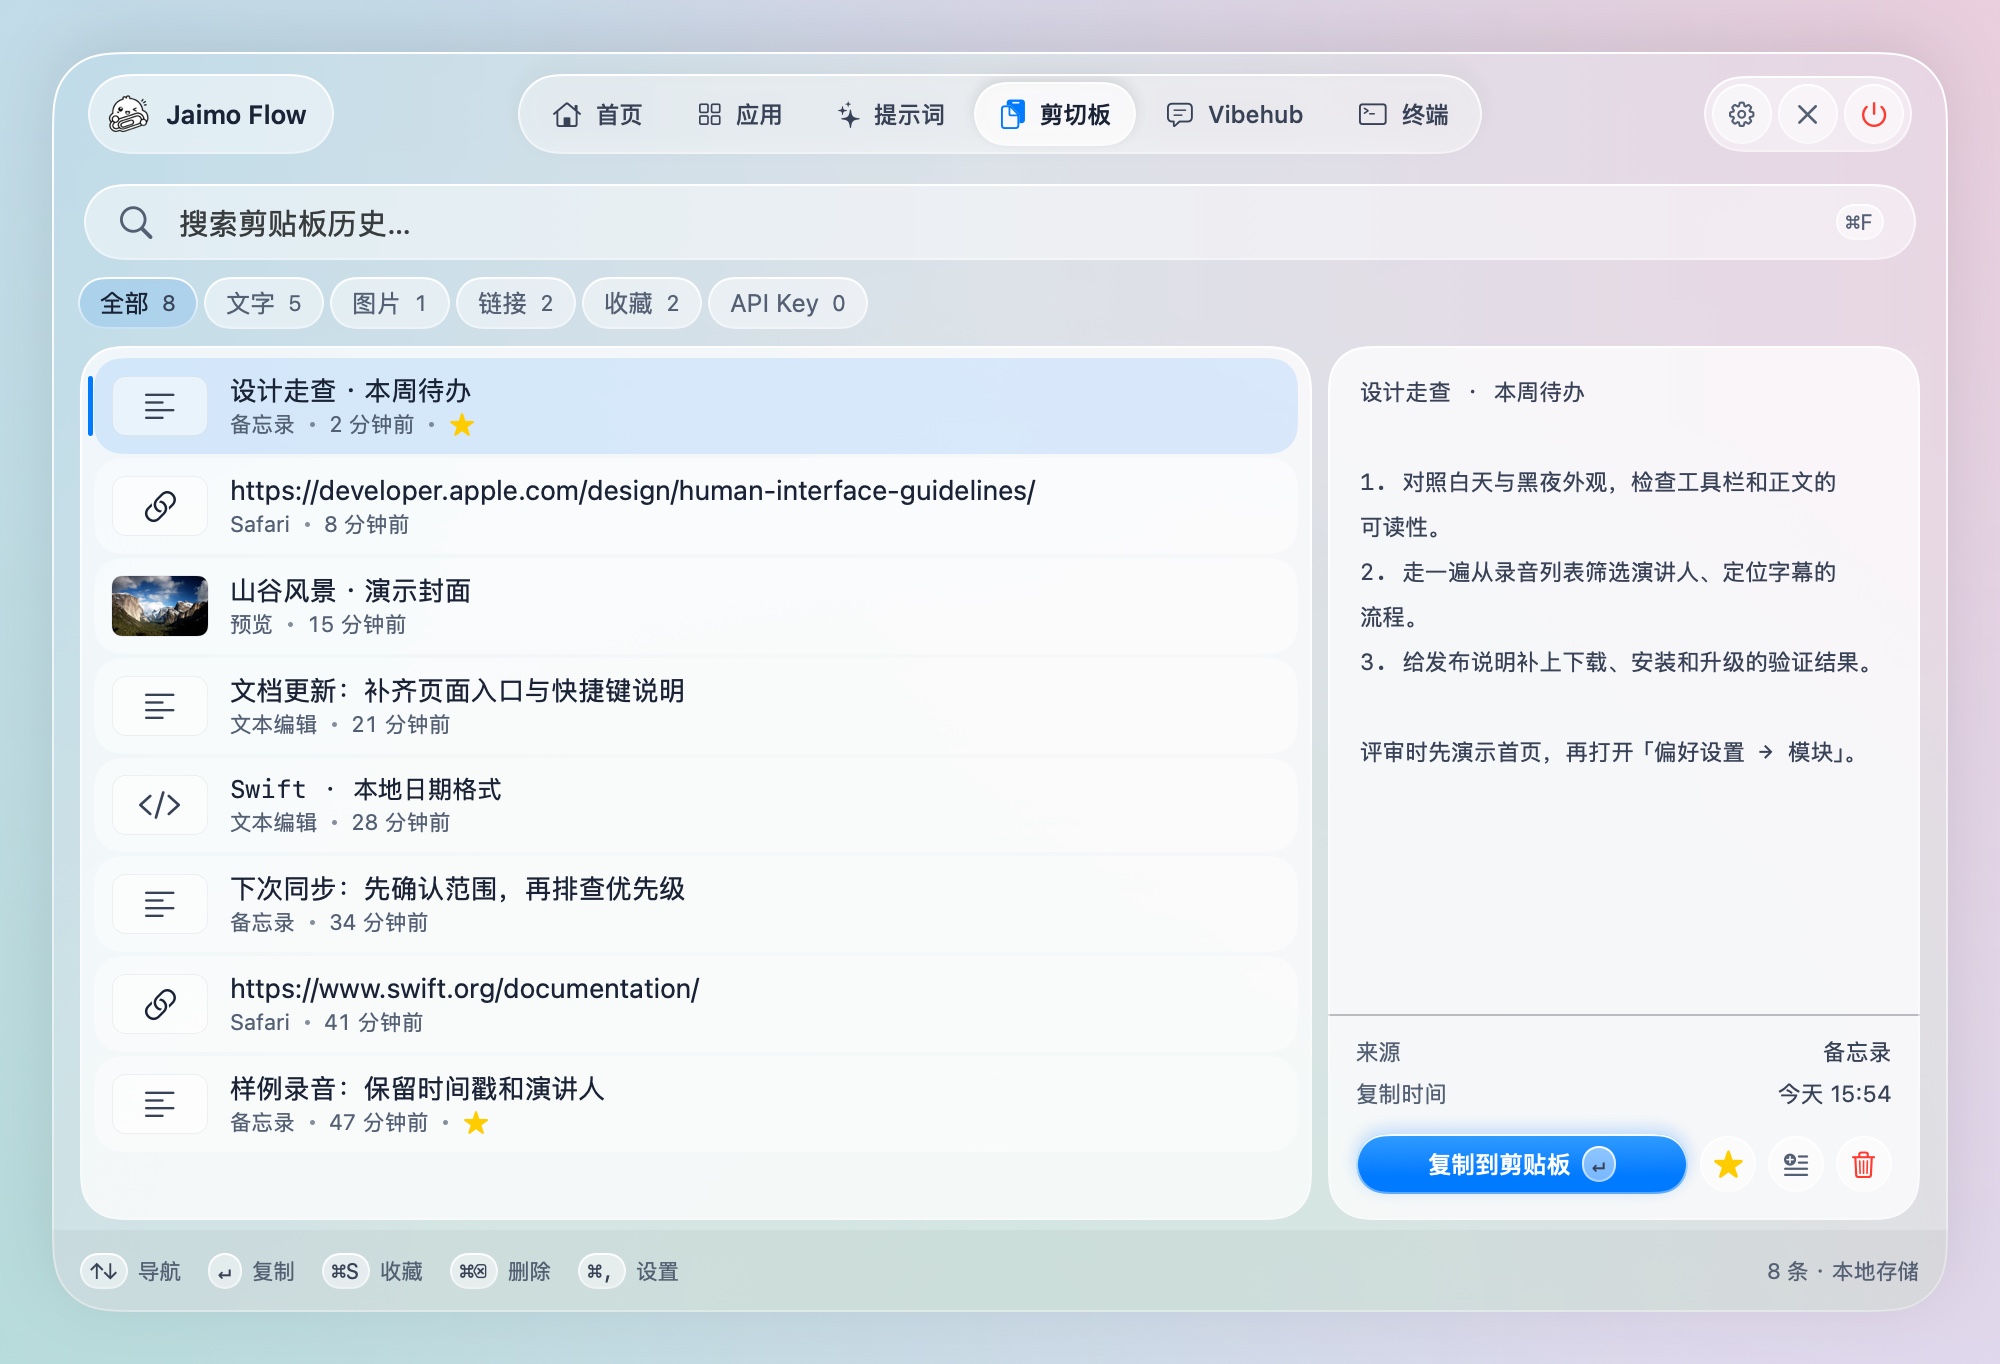 Jaimo Flow
首页
应用
提示词
剪切板
Vibehub
终端
搜索剪贴板历史...
⌘F
全部 8
文字 5
图片 1
链接 2
收藏 2
API Key 0
设计走查 · 本周待办
备忘录 • 2 分钟前 •
https://developer.apple.com/design/human-interface-guidelines/
Safari • 8 分钟前
山谷风景 · 演示封面
预览 • 15 分钟前
文档更新：补齐页面入口与快捷键说明
文本编辑 • 21 分钟前
Swift · 本地日期格式
文本编辑 • 28 分钟前
下次同步：先确认范围，再排查优先级
备忘录 • 34 分钟前
https://www.swift.org/documentation/
Safari • 41 分钟前
样例录音：保留时间戳和演讲人
备忘录 • 47 分钟前 •
设计走查 · 本周待办
1. 对照白天与黑夜外观，检查工具栏和正文的
可读性。
2. 走一遍从录音列表筛选演讲人、定位字幕的
流程。
3. 给发布说明补上下载、安装和升级的验证结果。
评审时先演示首页，再打开「偏好设置 → 模块」。
来源 备忘录
复制时间 今天 15:54
复制到剪贴板 ↵
↑↓ 导航
↵ 复制
⌘S 收藏
⌘⌫ 删除
⌘, 设置
8 条 · 本地存储